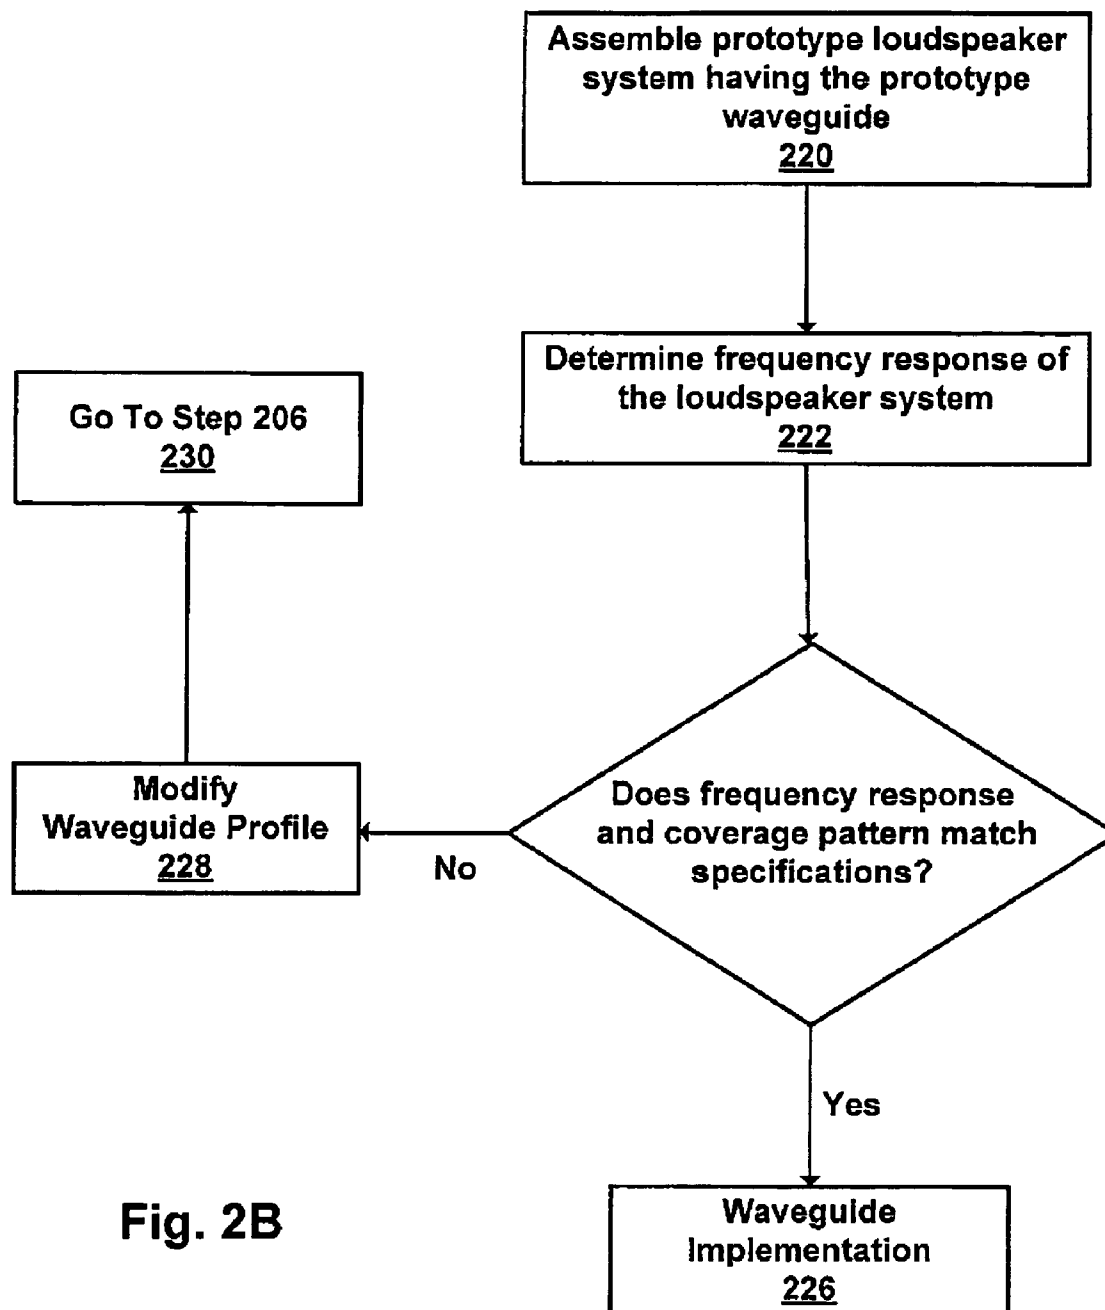 Assemble prototype loudspeaker
system having the prototype
waveguide
220
Determine frequency response of
the loudspeaker system
222
Go To Step 206
230
Does frequency response
and coverage pattern match
specifications?
Modify
Waveguide Profile
228
No
Yes
Waveguide
Implementation
226
Fig. 2B